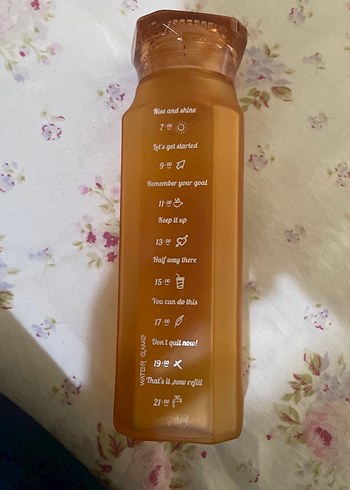 Rise and shine
7:00
Let's get started
9:00
Remember your goal
11:00
Keep it up
13:00
Half way there
15:00
You can do this
17:00
Don't quit now!
19:00
That's it ,now refill
21:00
WATER GAME